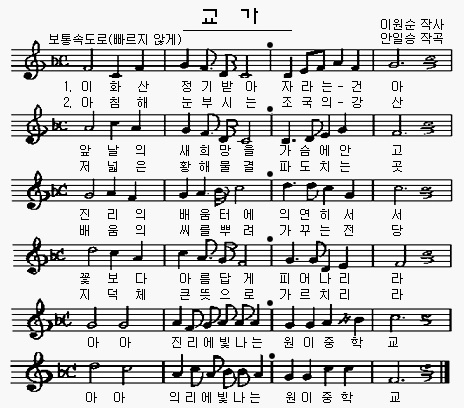 교 가
이원순 작사
보통속도로(빠르지 않게)
안일승 작곡
1. 이 화 산 정 기 받 아 자 라 는 - 건 아
2. 아 침 해 눈 부 시 는 조 국 의 - 강 산
앞 날 의 새 희 망 을 가 슴 에 안 고
저 넓 은 황 해 물 결 파 도 치 는 곳
진 리 의 배 움 터 에 의 연 히 서 서
배 움 의 씨 를 뿌 려 가 꾸 는 전 당
꽃 보 다 아 름 답 게 피 어 나 리 라
지 덕 체 큰 뜻 으 로 가 르 치 리 라
아 아 진 리 에 빛 나 는 원 이 중 학 교
아 아 의 리 에 빛 나 는 원 이 중 학 교